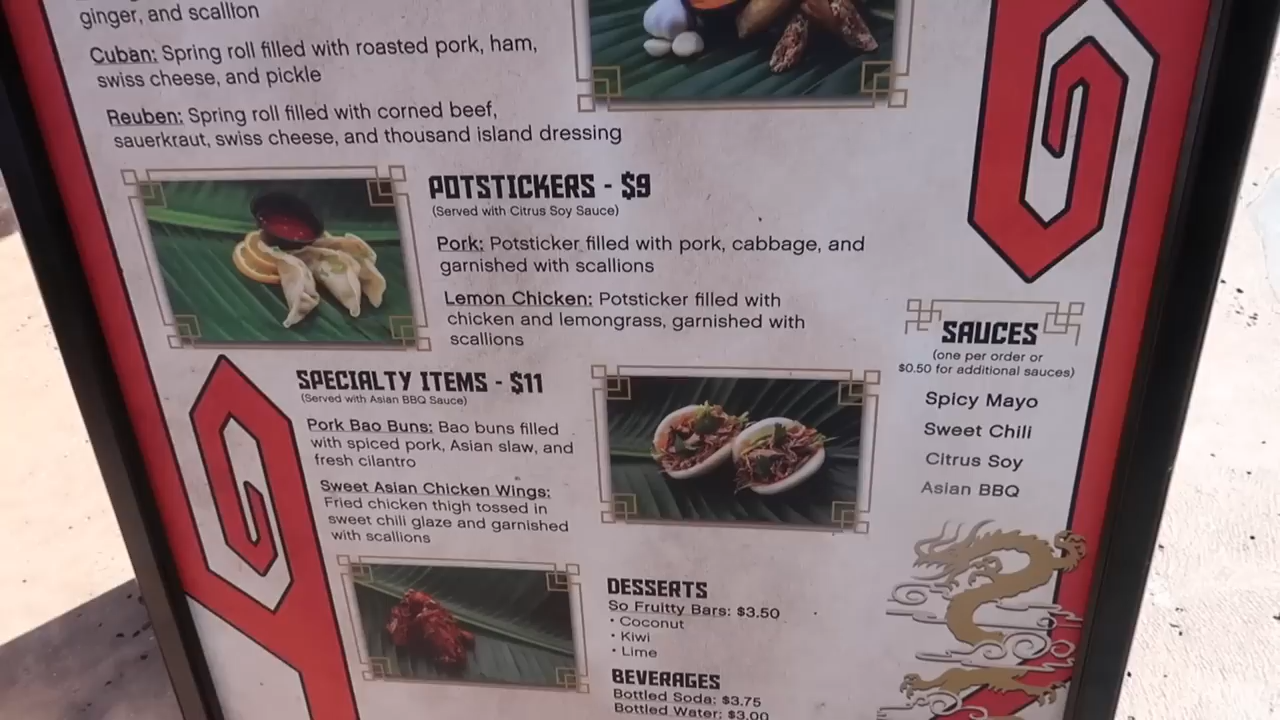 ginger, and scallion
Cuban: Spring roll filled with roasted pork, ham,
swiss cheese, and pickle
Reuben: Spring roll filled with corned beef,
sauerkraut, swiss cheese, and thousand island dressing
POTSTICKERS - $9
(Served with Citrus Soy Sauce)
Pork: Potsticker filled with pork, cabbage, and
garnished with scallions
Lemon Chicken: Potsticker filled with
chicken and lemongrass, garnished with
scallions
SPECIALTY ITEMS - $11
(Served with Asian BBQ Sauce)
Pork Bao Buns: Bao buns filled
with spiced pork, Asian slaw, and
fresh cilantro
Sweet Asian Chicken Wings:
Fried chicken thigh tossed in
sweet chili glaze and garnished
with scallions
SAUCES
(one per order or
$0.50 for additional sauces)
Spicy Mayo
Sweet Chili
Citrus Soy
Asian BBQ
DESSERTS
So Fruitty Bars: $3.50
• Coconut
• Kiwi
• Lime
BEVERAGES
Bottled Soda: $3.75
Bottled Water: $3.00